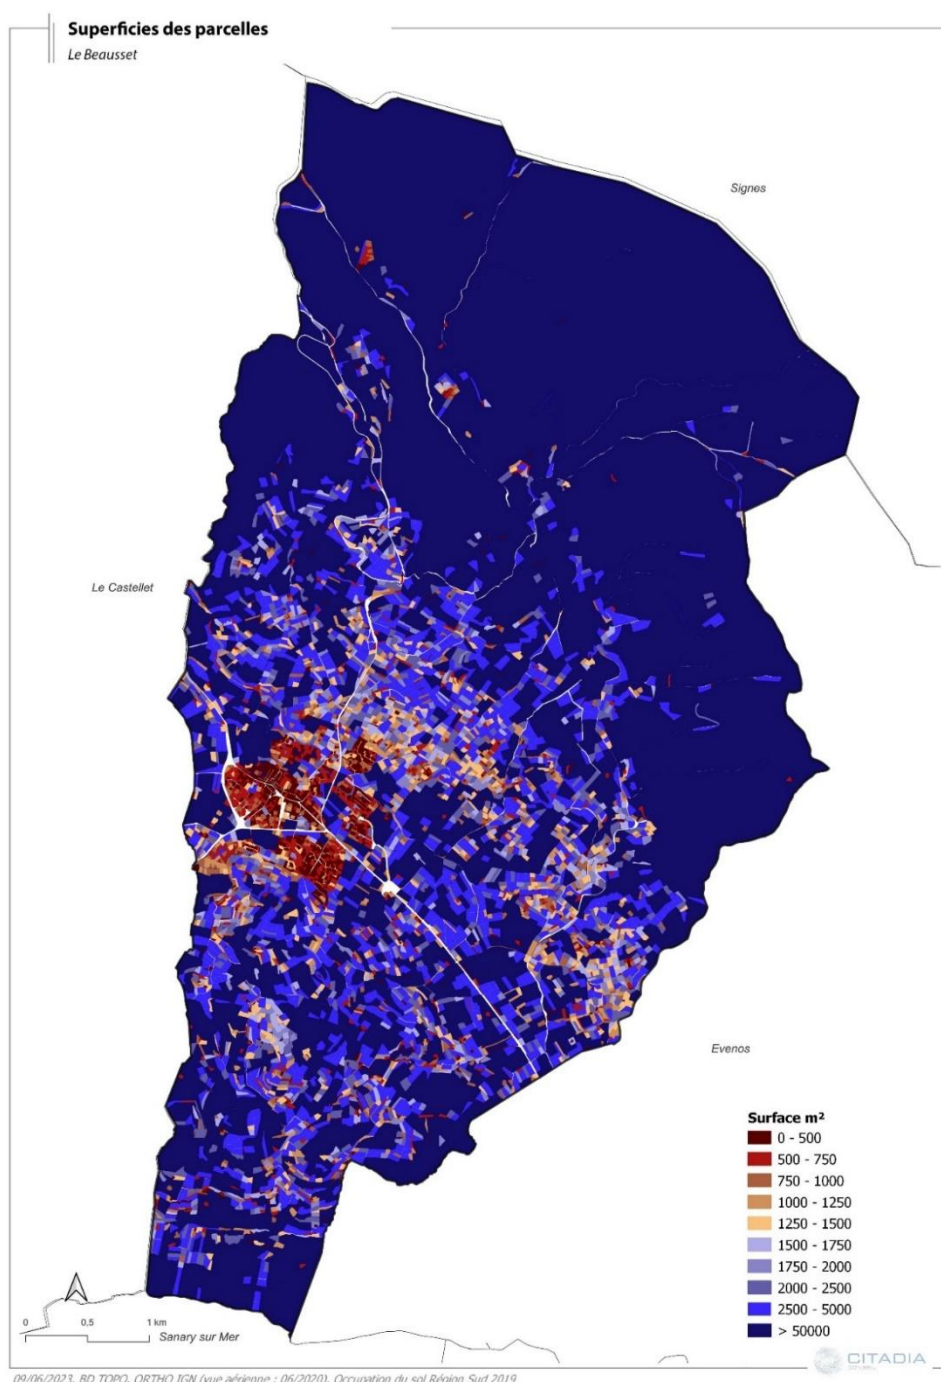 Superficies des parcelles
Le Beausset
Signes
Le Castellet
Evenos
Surface m²
0 - 500
500 - 750
750 - 1000
1000 - 1250
1250 - 1500
1500 - 1750
1750 - 2000
2000 - 2500
2500 - 5000
> 50000
0 0,5 1 km
Sanary sur Mer
CITADIA
09/06/2023, BD TOPO, ORTHO IGN (vue aérienne : 06/2020), Occupation du sol Région Sud 2019